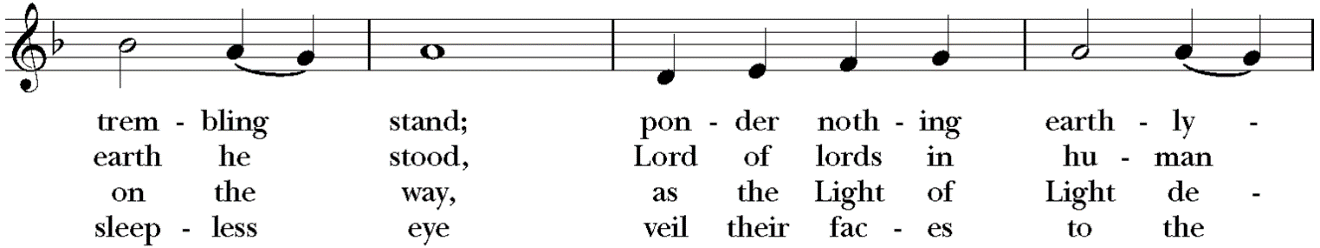 trem - bling stand; pon - der noth - ing earth - ly -
earth he stood, Lord of lords in hu - man
on the way, as the Light of Light de -
sleep - less eye veil their fac - es to the